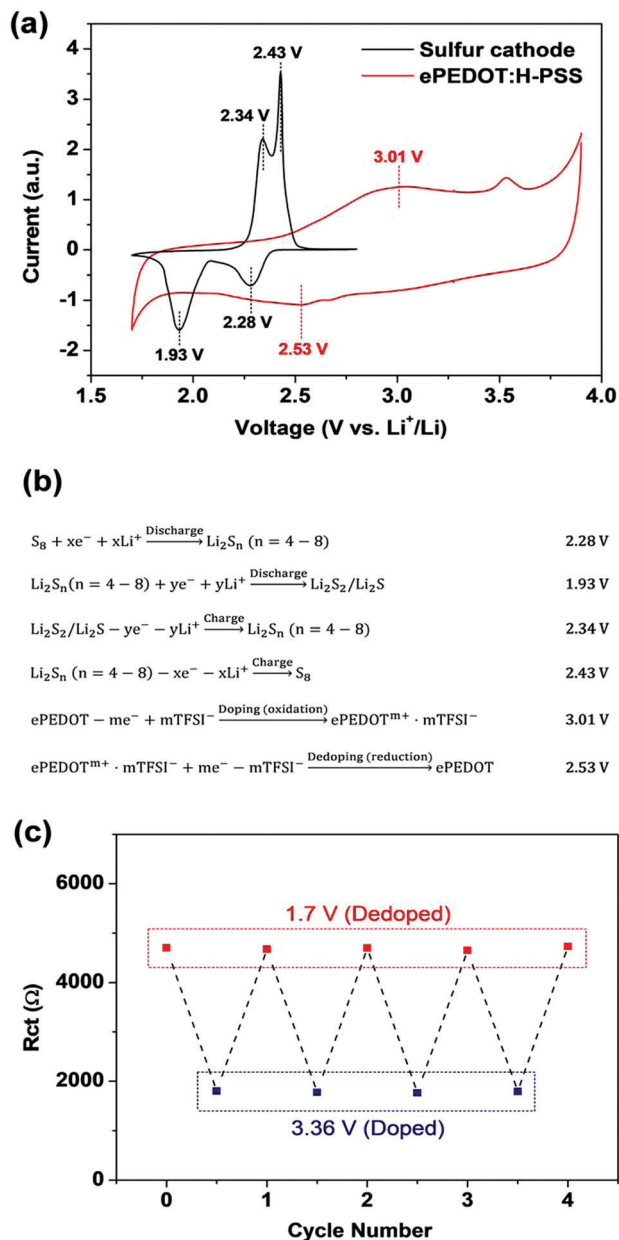 (a)
2.43 V
Sulfur cathode
ePEDOT:H-PSS
2.34 V
3.01 V
4
3
2
1
0
-1
-2
Current (a.u.)
2.28 V
1.93 V
2.53 V
1.5 2.0 2.5 3.0 3.5 4.0
Voltage (V vs. Li⁺/Li)
(b)
S₈ + xe⁻ + xLi⁺ —Discharge→ Li₂Sₙ (n = 4 − 8) 2.28 V
Li₂Sₙ(n = 4 − 8) + ye⁻ + yLi⁺ —Discharge→ Li₂S₂/Li₂S 1.93 V
Li₂S₂/Li₂S − ye⁻ − yLi⁺ —Charge→ Li₂Sₙ (n = 4 − 8) 2.34 V
Li₂Sₙ (n = 4 − 8) − xe⁻ − xLi⁺ —Charge→ S₈ 2.43 V
ePEDOT − me⁻ + mTFSI⁻ —Doping (oxidation)→ ePEDOTᵐ⁺ · mTFSI⁻ 3.01 V
ePEDOTᵐ⁺ · mTFSI⁻ + me⁻ − mTFSI⁻ —Dedoping (reduction)→ ePEDOT 2.53 V
(c)
6000
4000
2000
0
Rct (Ω)
1.7 V (Dedoped)
3.36 V (Doped)
0 1 2 3 4
Cycle Number